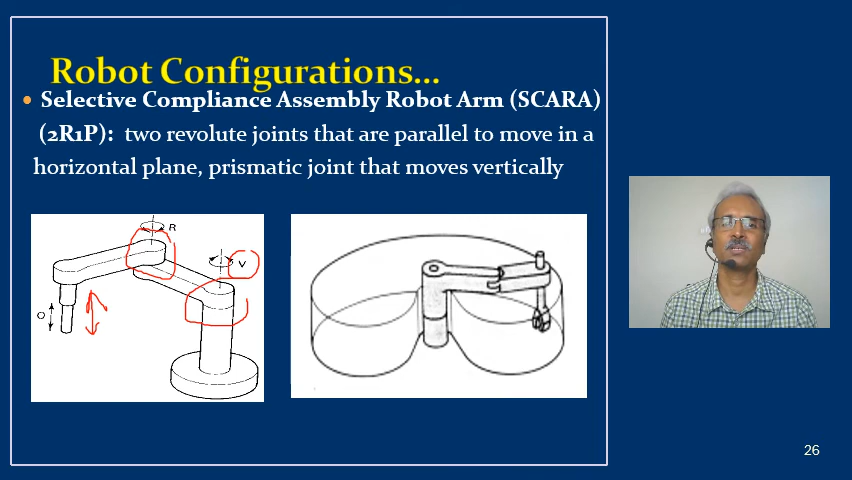 Robot Configurations...
• Selective Compliance Assembly Robot Arm (SCARA)
(2R1P): two revolute joints that are parallel to move in a
horizontal plane, prismatic joint that moves vertically
R
V
O
26